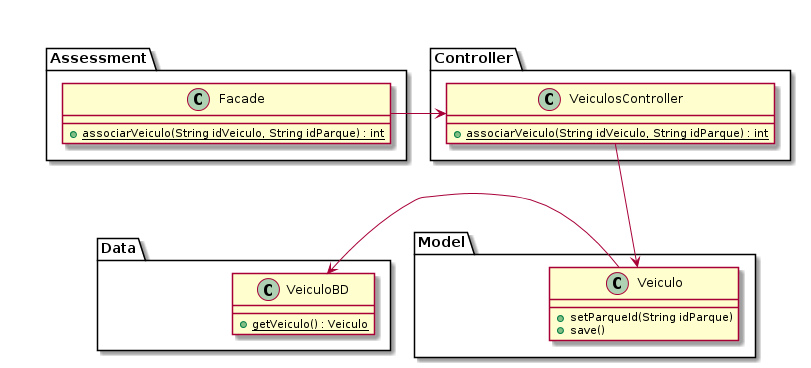 Assessment
C Facade
associarVeiculo(String idVeiculo, String idParque) : int
Controller
C VeiculosController
associarVeiculo(String idVeiculo, String idParque) : int
Data
C VeiculoBD
getVeiculo() : Veiculo
Model
C Veiculo
setParqueId(String idParque)
save()